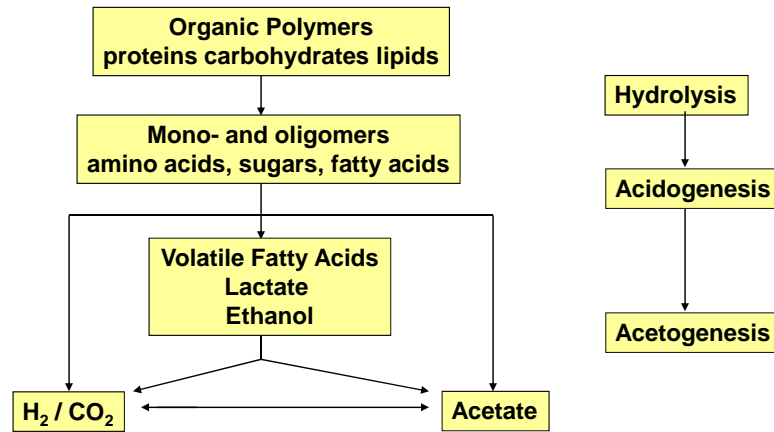 Organic Polymers
proteins carbohydrates lipids
Hydrolysis
Mono- and oligomers
amino acids, sugars, fatty acids
Acidogenesis
Volatile Fatty Acids
Lactate
Ethanol
Acetogenesis
H₂ / CO₂
Acetate